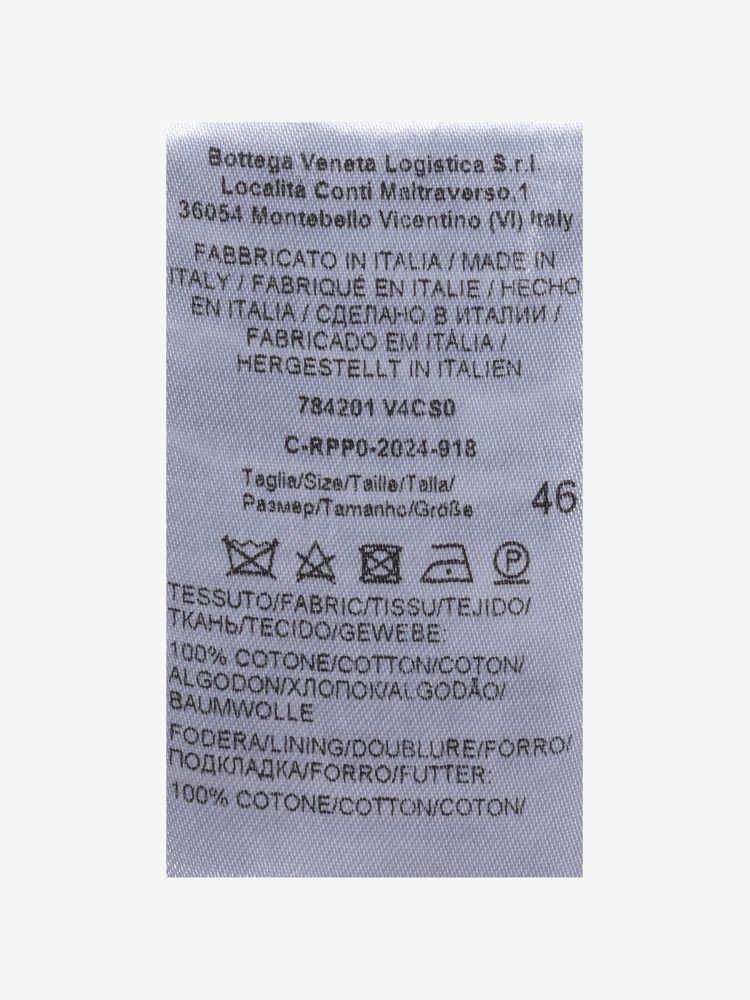 Bottega Veneta Logistica S.r.l.
Località Conti Maltraverso,1
36054 Montebello Vicentino (VI) Italy
FABBRICATO IN ITALIA / MADE IN
ITALY / FABRIQUÉ EN ITALIE / HECHO
EN ITALIA / СДЕЛАНО В ИТАЛИИ /
FABRICADO EM ITÁLIA /
HERGESTELLT IN ITALIEN
784201 V4CS0
C-RPP0-2024-918
Taglia/Size/Taille/Talla/
Размер/Tamanho/Größe 46
P
TESSUTO/FABRIC/TISSU/TEJIDO/
ТКАНЬ/TECIDO/GEWEBE:
100% COTONE/COTTON/COTON/
ALGODON/ХЛОПОК/ALGODÃO/
BAUMWOLLE
FODERA/LINING/DOUBLURE/FORRO/
ПОДКЛАДКА/FORRO/FUTTER:
100% COTONE/COTTON/COTON/